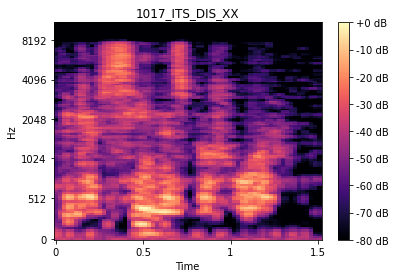 1017_ITS_DIS_XX
8192
4096
2048
1024
512
0
Hz
0
0.5
1
1.5
Time
+0 dB
-10 dB
-20 dB
-30 dB
-40 dB
-50 dB
-60 dB
-70 dB
-80 dB